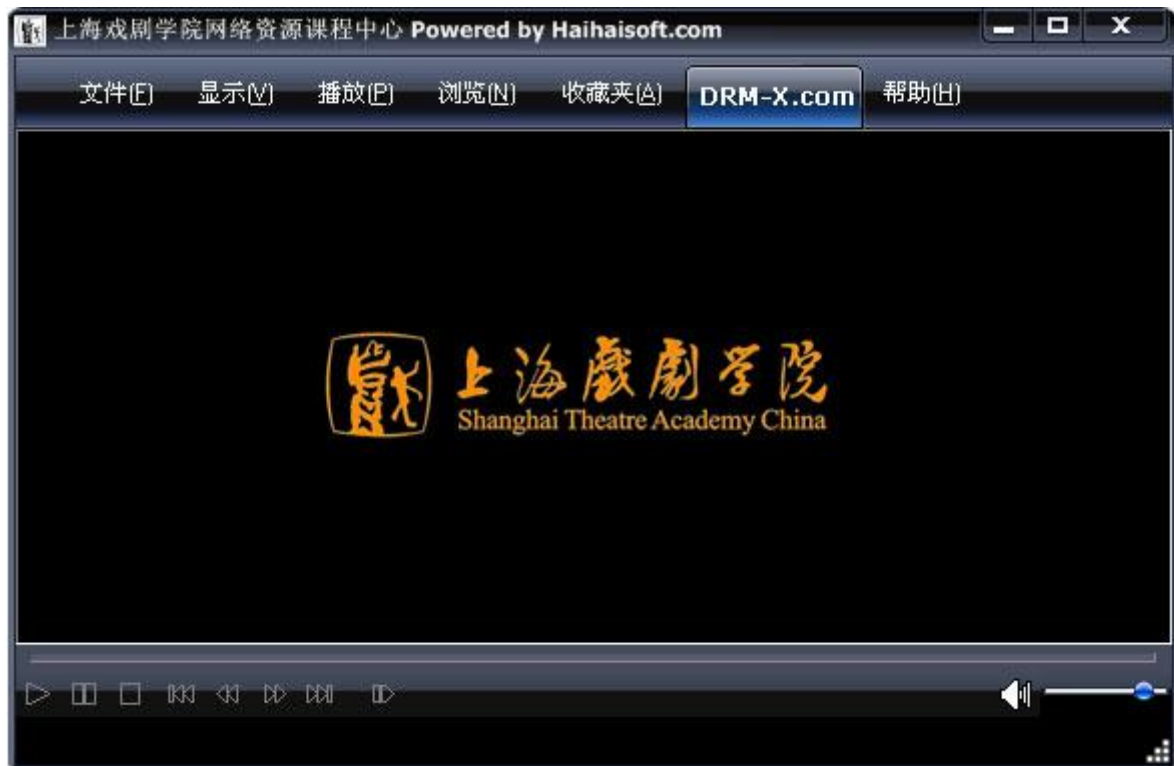 上海戏剧学院网络资源课程中心 Powered by Haihaisoft.com
文件(F) 显示(V) 播放(P) 浏览(N) 收藏夹(A) DRM-X.com 帮助(H)
上海戲劇学院
Shanghai Theatre Academy China